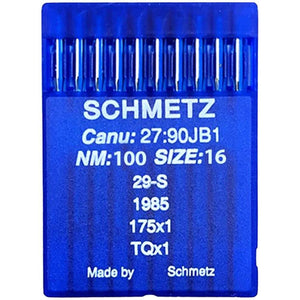 SCHMETZ
Canu: 27:90JB1
NM:100 SIZE:16
29-S
1985
175x1
TQx1
Made by Schmetz